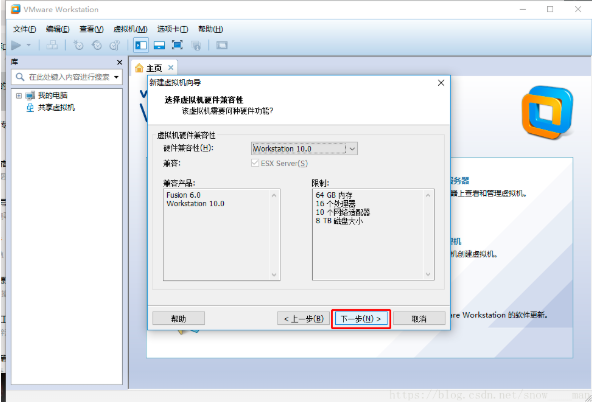 VMware Workstation
文件(F) 编辑(E) 查看(V) 虚拟机(M) 选项卡(T) 帮助(H)
库
在此处键入内容进行搜索
我的电脑
共享虚拟机
主页
新建虚拟机向导
选择虚拟机硬件兼容性
该虚拟机需要何种硬件功能?
虚拟机硬件兼容性
硬件兼容性(H):
Workstation 10.0
兼容:
ESX Server(S)
兼容产品:
Fusion 6.0
Workstation 10.0
限制:
64 GB 内存
16 个处理器
10 个网络适配器
8 TB 磁盘大小
帮助
< 上一步(B)
下一步(N) >
取消
务器
器上查看和管理虚拟机。
机
机创建虚拟机。
ware Workstation 的软件更新。